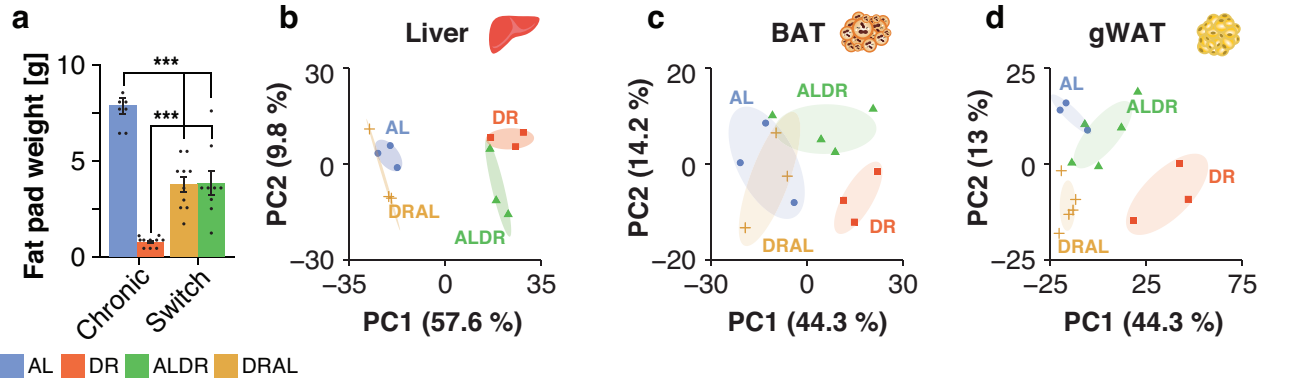 a
Fat pad weight [g]
10
5
0
***
***
Chronic
Switch
AL
DR
ALDR
DRAL
b
Liver
PC2 (9.8 %)
30
0
−30
AL
DR
DRAL
ALDR
−35
0
35
PC1 (57.6 %)
c
BAT
PC2 (14.2 %)
20
0
−20
AL
ALDR
DRAL
DR
−30
0
30
PC1 (44.3 %)
d
gWAT
PC2 (13 %)
25
0
−25
AL
ALDR
DR
DRAL
−25
25
75
PC1 (44.3 %)